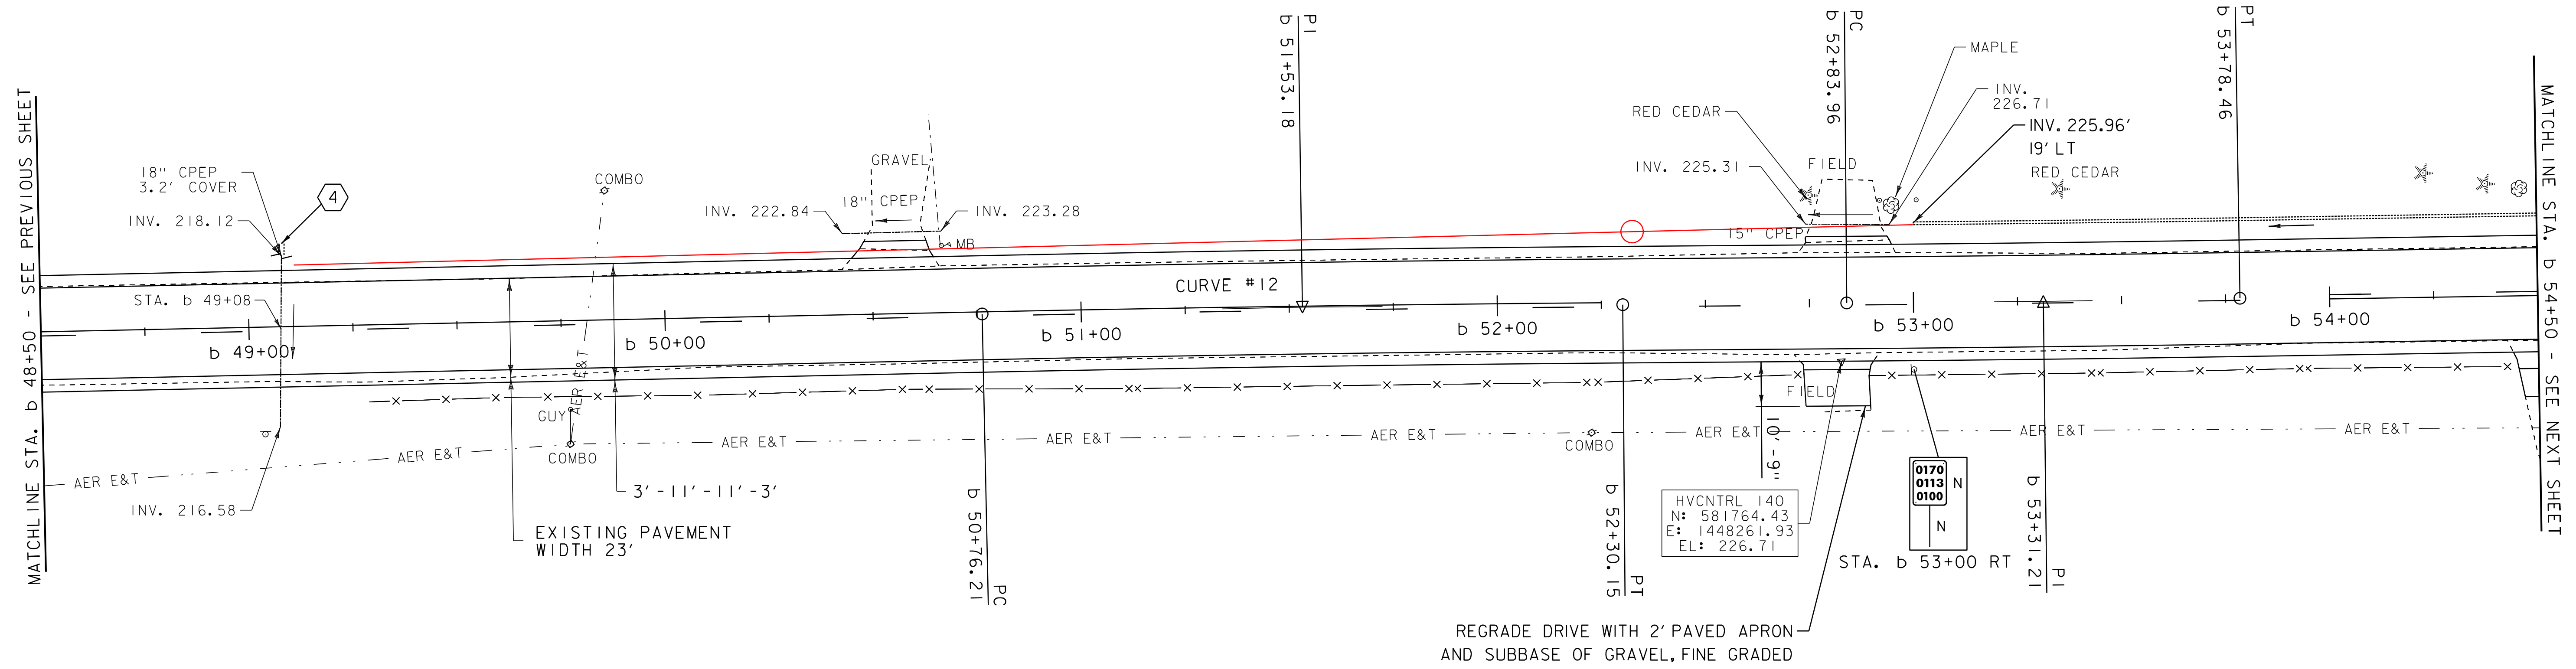 MATCHLINE STA. b 48+50 - SEE PREVIOUS SHEET
18" CPEP
3.2' COVER
INV. 218.12
4
STA. b 49+08
b 49+00
INV. 216.58
AER E&T
COMBO
AER E&T
GUY
COMBO
AER E&T
3'-11'-11'-3'
EXISTING PAVEMENT
WIDTH 23'
b 50+00
INV. 222.84
GRAVEL
18" CPEP
INV. 223.28
MB
AER E&T
PC
b 50+76.21
b 51+00
AER E&T
CURVE #12
PI
b 51+53.18
AER E&T
b 52+00
COMBO
PT
b 52+30.15
RED CEDAR
INV. 225.31
15" CPEP
FIELD
PC
b 52+83.96
MAPLE
INV.
226.71
INV. 225.96'
19' LT
RED CEDAR
b 53+00
FIELD
AER E&T
10'-9"
HVCNTRL 140
N: 581764.43
E: 1448261.93
EL: 226.71
0170
0113
0100
N
N
STA. b 53+00 RT
REGRADE DRIVE WITH 2' PAVED APRON
AND SUBBASE OF GRAVEL, FINE GRADED
PI
b 53+31.21
AER E&T
PT
b 53+78.46
b 54+00
AER E&T
MATCHLINE STA. b 54+50 - SEE NEXT SHEET